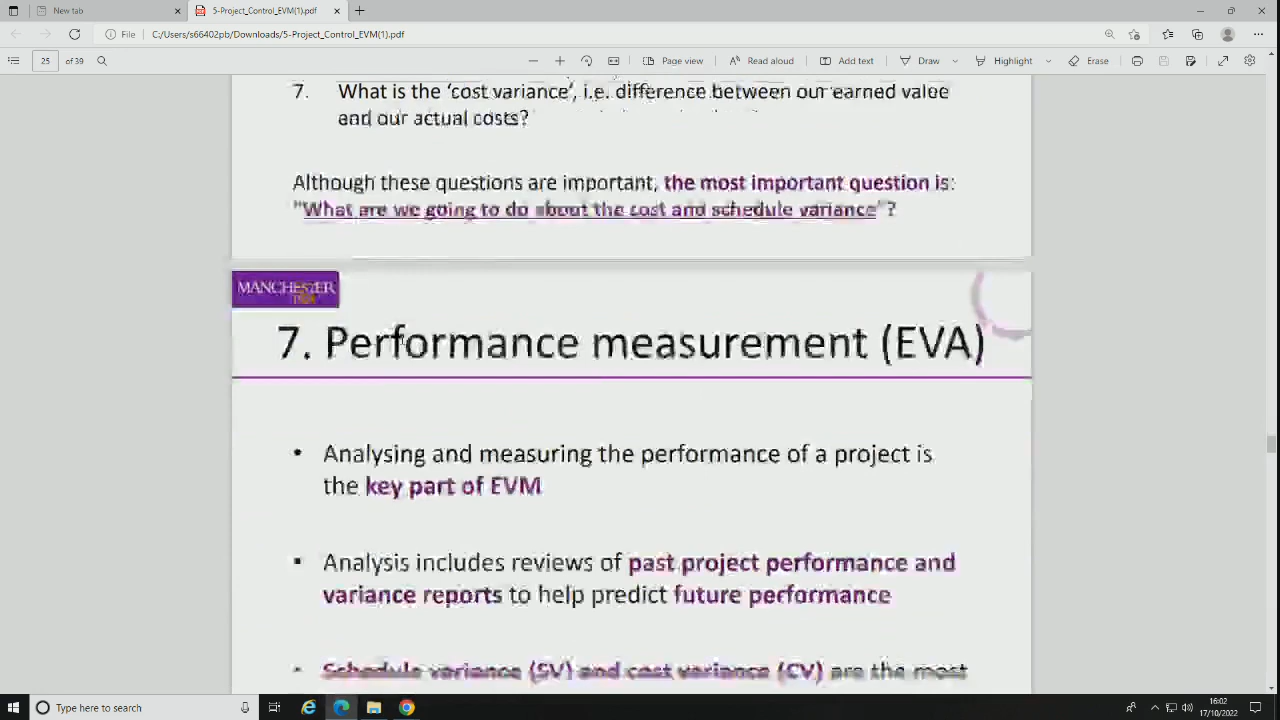 New tab
5-Project_Control_EVM(1).pdf
File C:/Users/s66402pb/Downloads/5-Project_Control_EVM(1).pdf
25 of 39 Page view Read aloud Add text Draw Highlight Erase
7. What is the ‘cost variance’, i.e. difference between our earned value
and our actual costs?
Although these questions are important, the most important question is:
"What are we going to do about the cost and schedule variance"?
MANCHESTER
7. Performance measurement (EVA)
• Analysing and measuring the performance of a project is
the key part of EVM
• Analysis includes reviews of past project performance and
variance reports to help predict future performance
• Schedule variance (SV) and cost variance (CV) are the most
Type here to search
16:02
17/10/2022